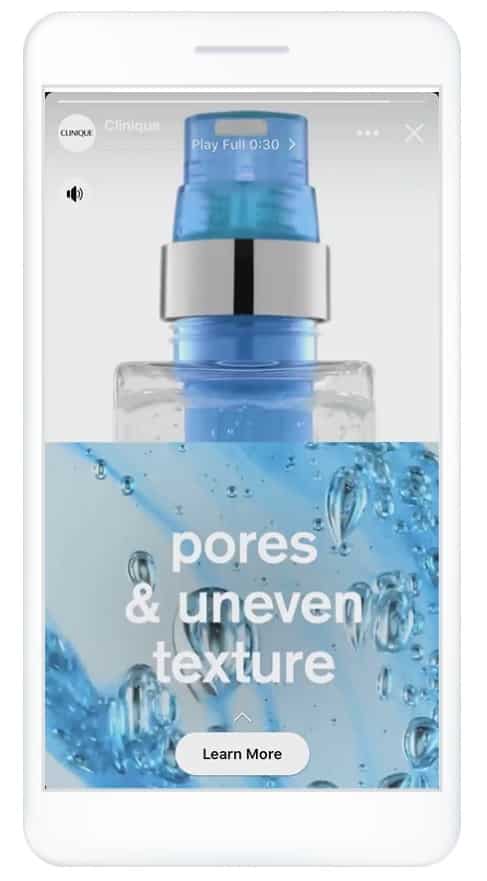 CLINIQUE
Clinique
Play Full 0:30
pores
& uneven
texture
Learn More